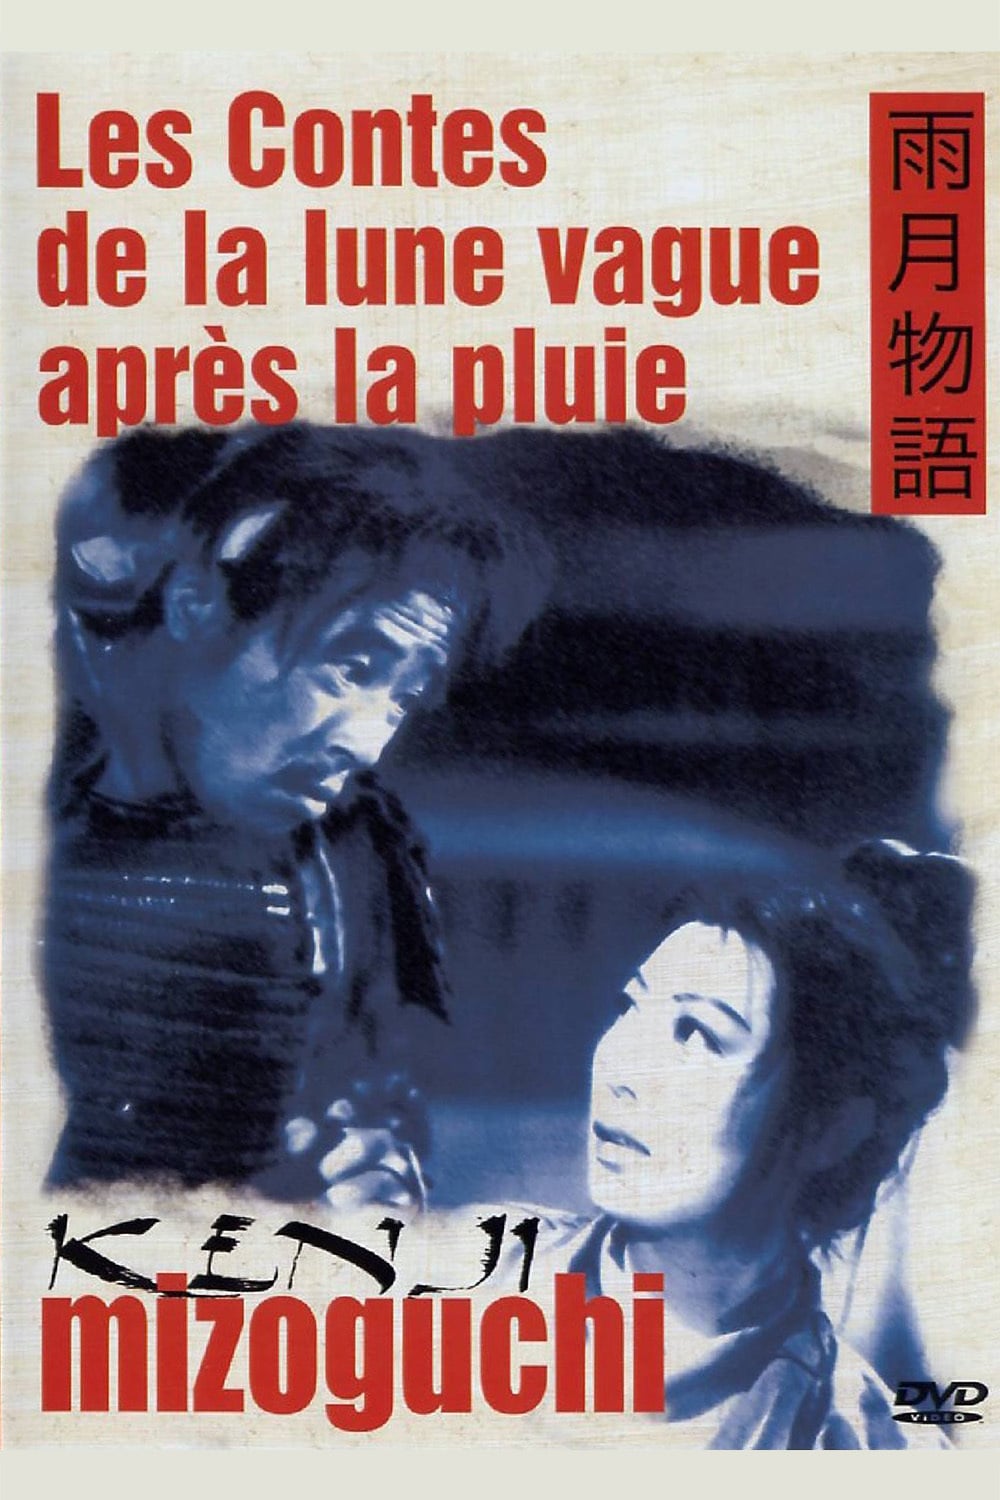 Les Contes
de la lune vague
après la pluie
雨月物語
KENJI
mizoguchi
DVD
VIDEO